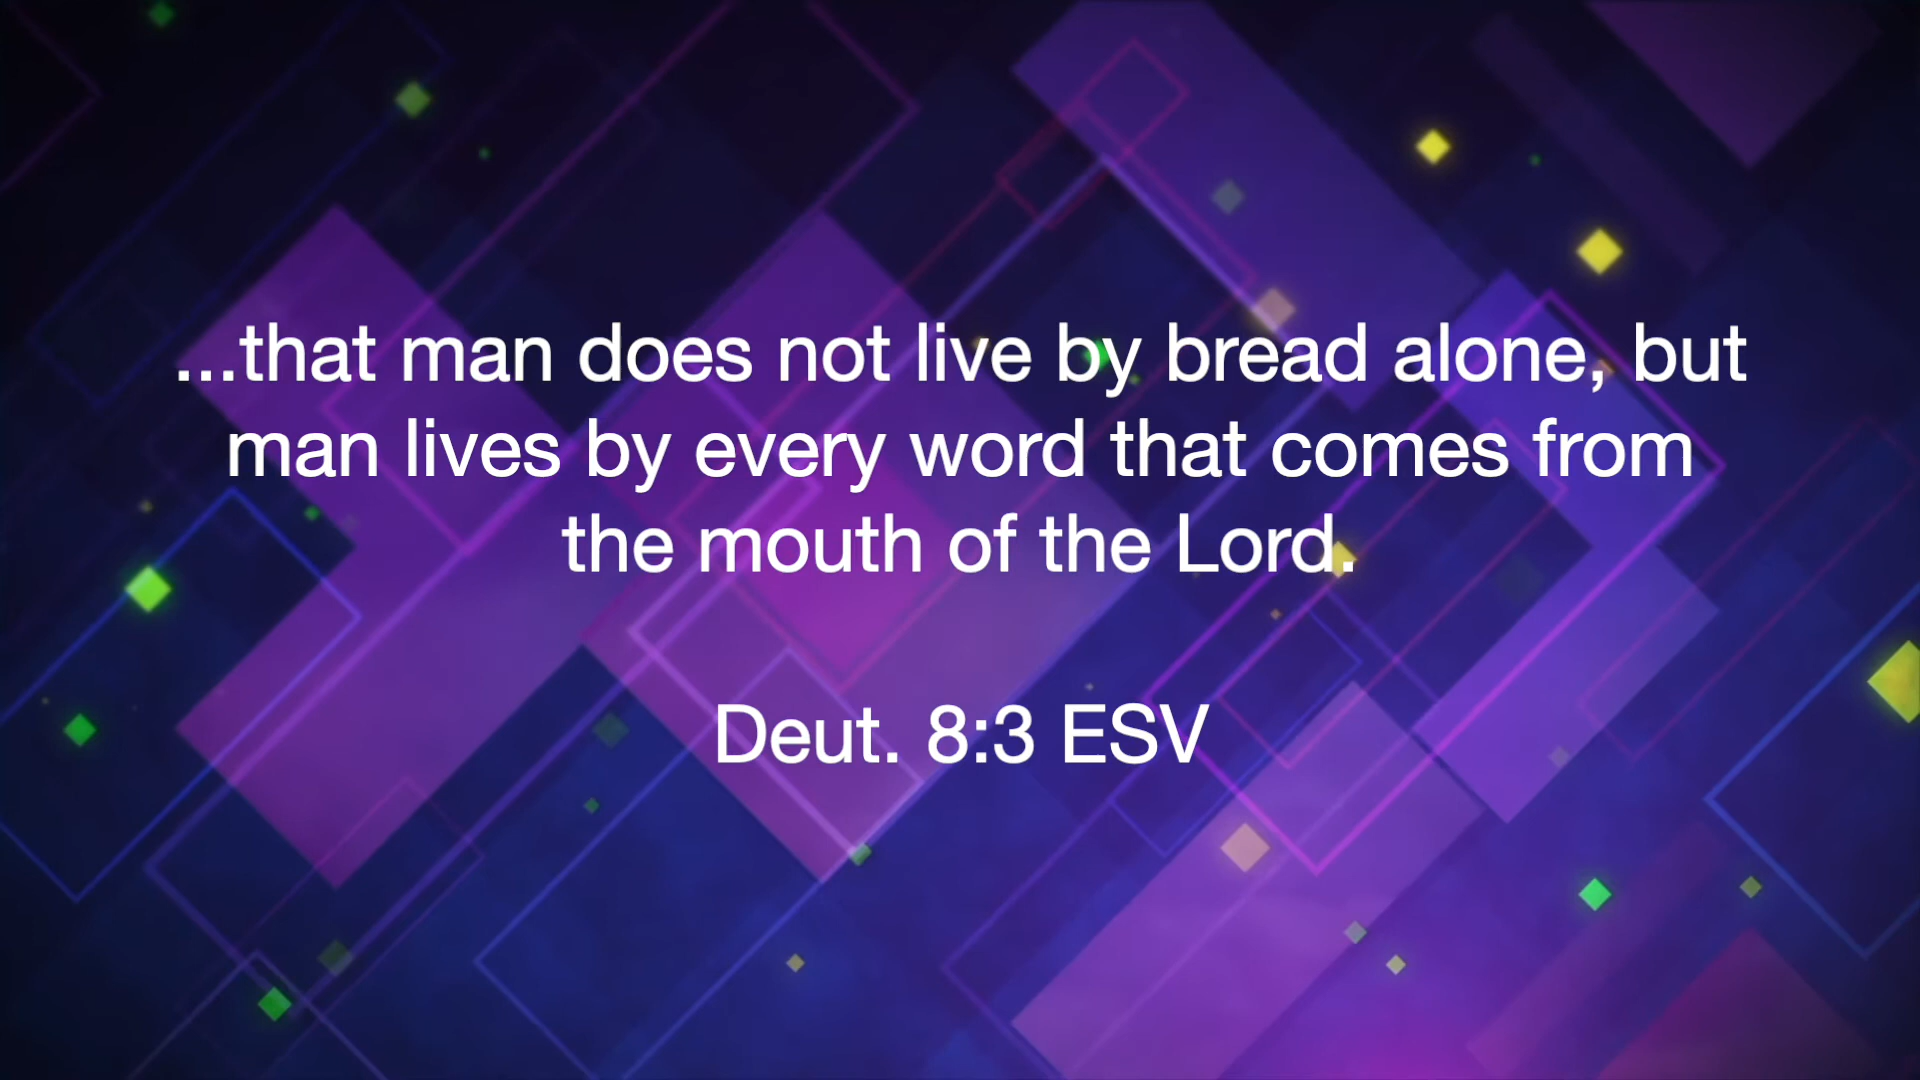 ...that man does not live by bread alone, but
man lives by every word that comes from
the mouth of the Lord.
Deut. 8:3 ESV